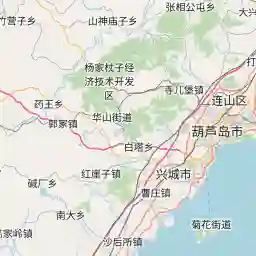 张相公屯乡
大兴
竹营子乡
山神庙子乡
打
杨家杖子经
济技术开发
区
寺儿堡镇
连山区
药王乡
郭家镇
华山街道
葫芦岛市
白塔乡
红崖子镇
兴城市
碱厂乡
曹庄镇
南大乡
菊花街道
高家岭镇
沙后所镇